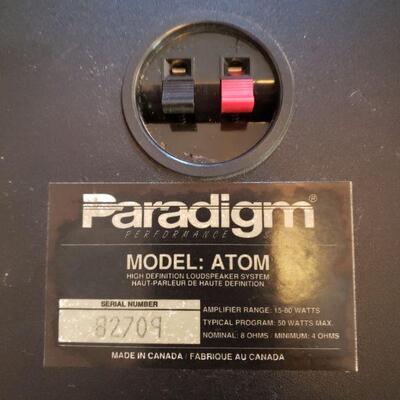 Paradigm®
PERFORMANCE
MODEL: ATOM
HIGH DEFINITION LOUDSPEAKER SYSTEM
HAUT-PARLEUR DE HAUTE DEFINITION
SERIAL NUMBER
82709
AMPLIFIER RANGE: 15-80 WATTS
TYPICAL PROGRAM: 50 WATTS MAX.
NOMINAL: 8 OHMS / MINIMUM: 4 OHMS
MADE IN CANADA / FABRIQUE AU CANADA